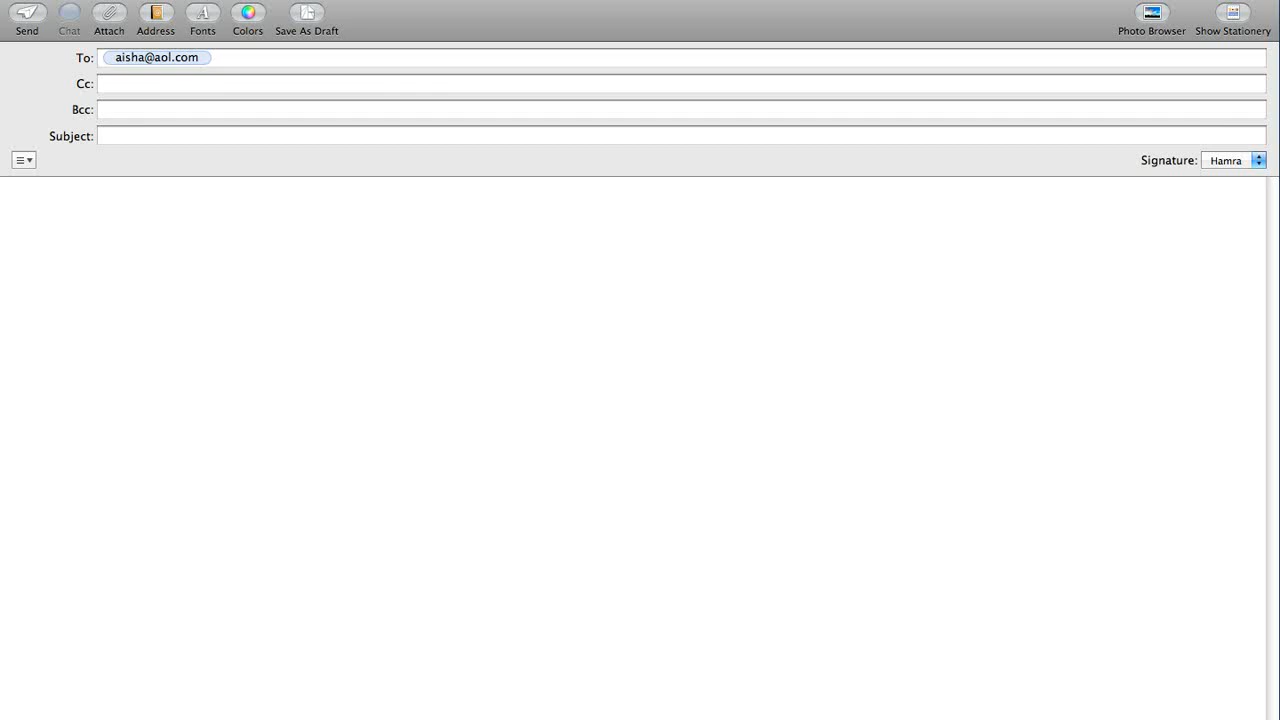 Send Chat Attach Address Fonts Colors Save As Draft Photo Browser Show Stationery
To: aisha@aol.com
Cc:
Bcc:
Subject:
Signature: Hamra